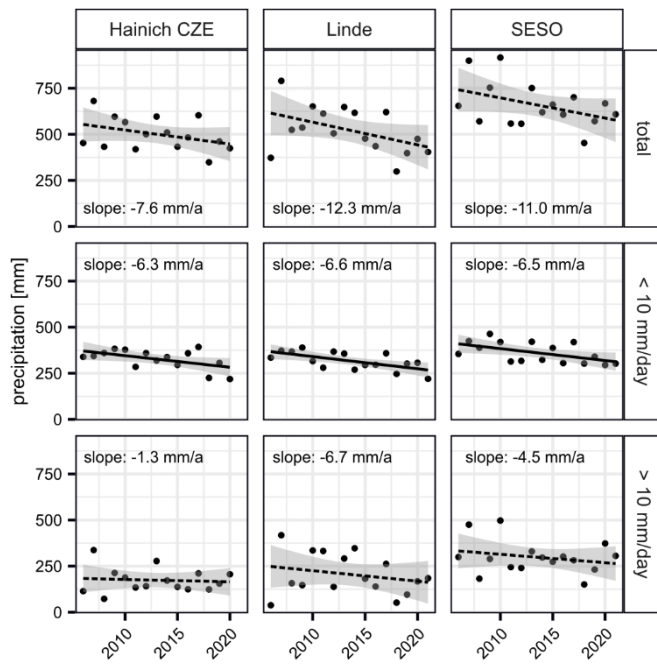 Hainich CZE Linde SESO
750
500
250
0
slope: -7.6 mm/a slope: -12.3 mm/a slope: -11.0 mm/a
total
precipitation [mm]
slope: -6.3 mm/a slope: -6.6 mm/a slope: -6.5 mm/a
750
500
250
0
< 10 mm/day
slope: -1.3 mm/a slope: -6.7 mm/a slope: -4.5 mm/a
750
500
250
0
> 10 mm/day
2010 2015 2020 2010 2015 2020 2010 2015 2020